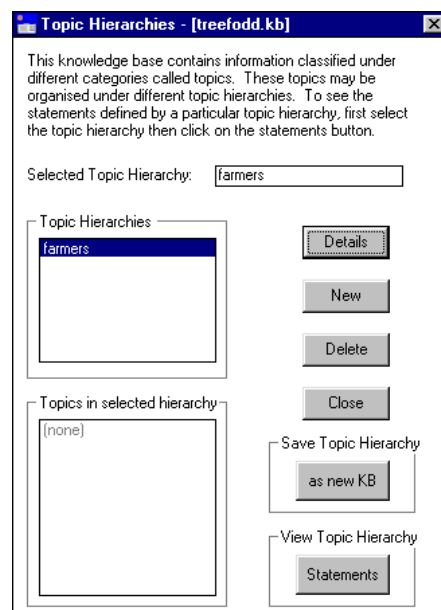 Topic Hierarchies - [treefodd.kb]
This knowledge base contains information classified under
different categories called topics. These topics may be
organised under different topic hierarchies. To see the
statements defined by a particular topic hierarchy, first select
the topic hierarchy then click on the statements button.
Selected Topic Hierarchy: farmers
Topic Hierarchies
farmers
Details
New
Delete
Close
Topics in selected hierarchy
(none)
Save Topic Hierarchy
as new KB
View Topic Hierarchy
Statements